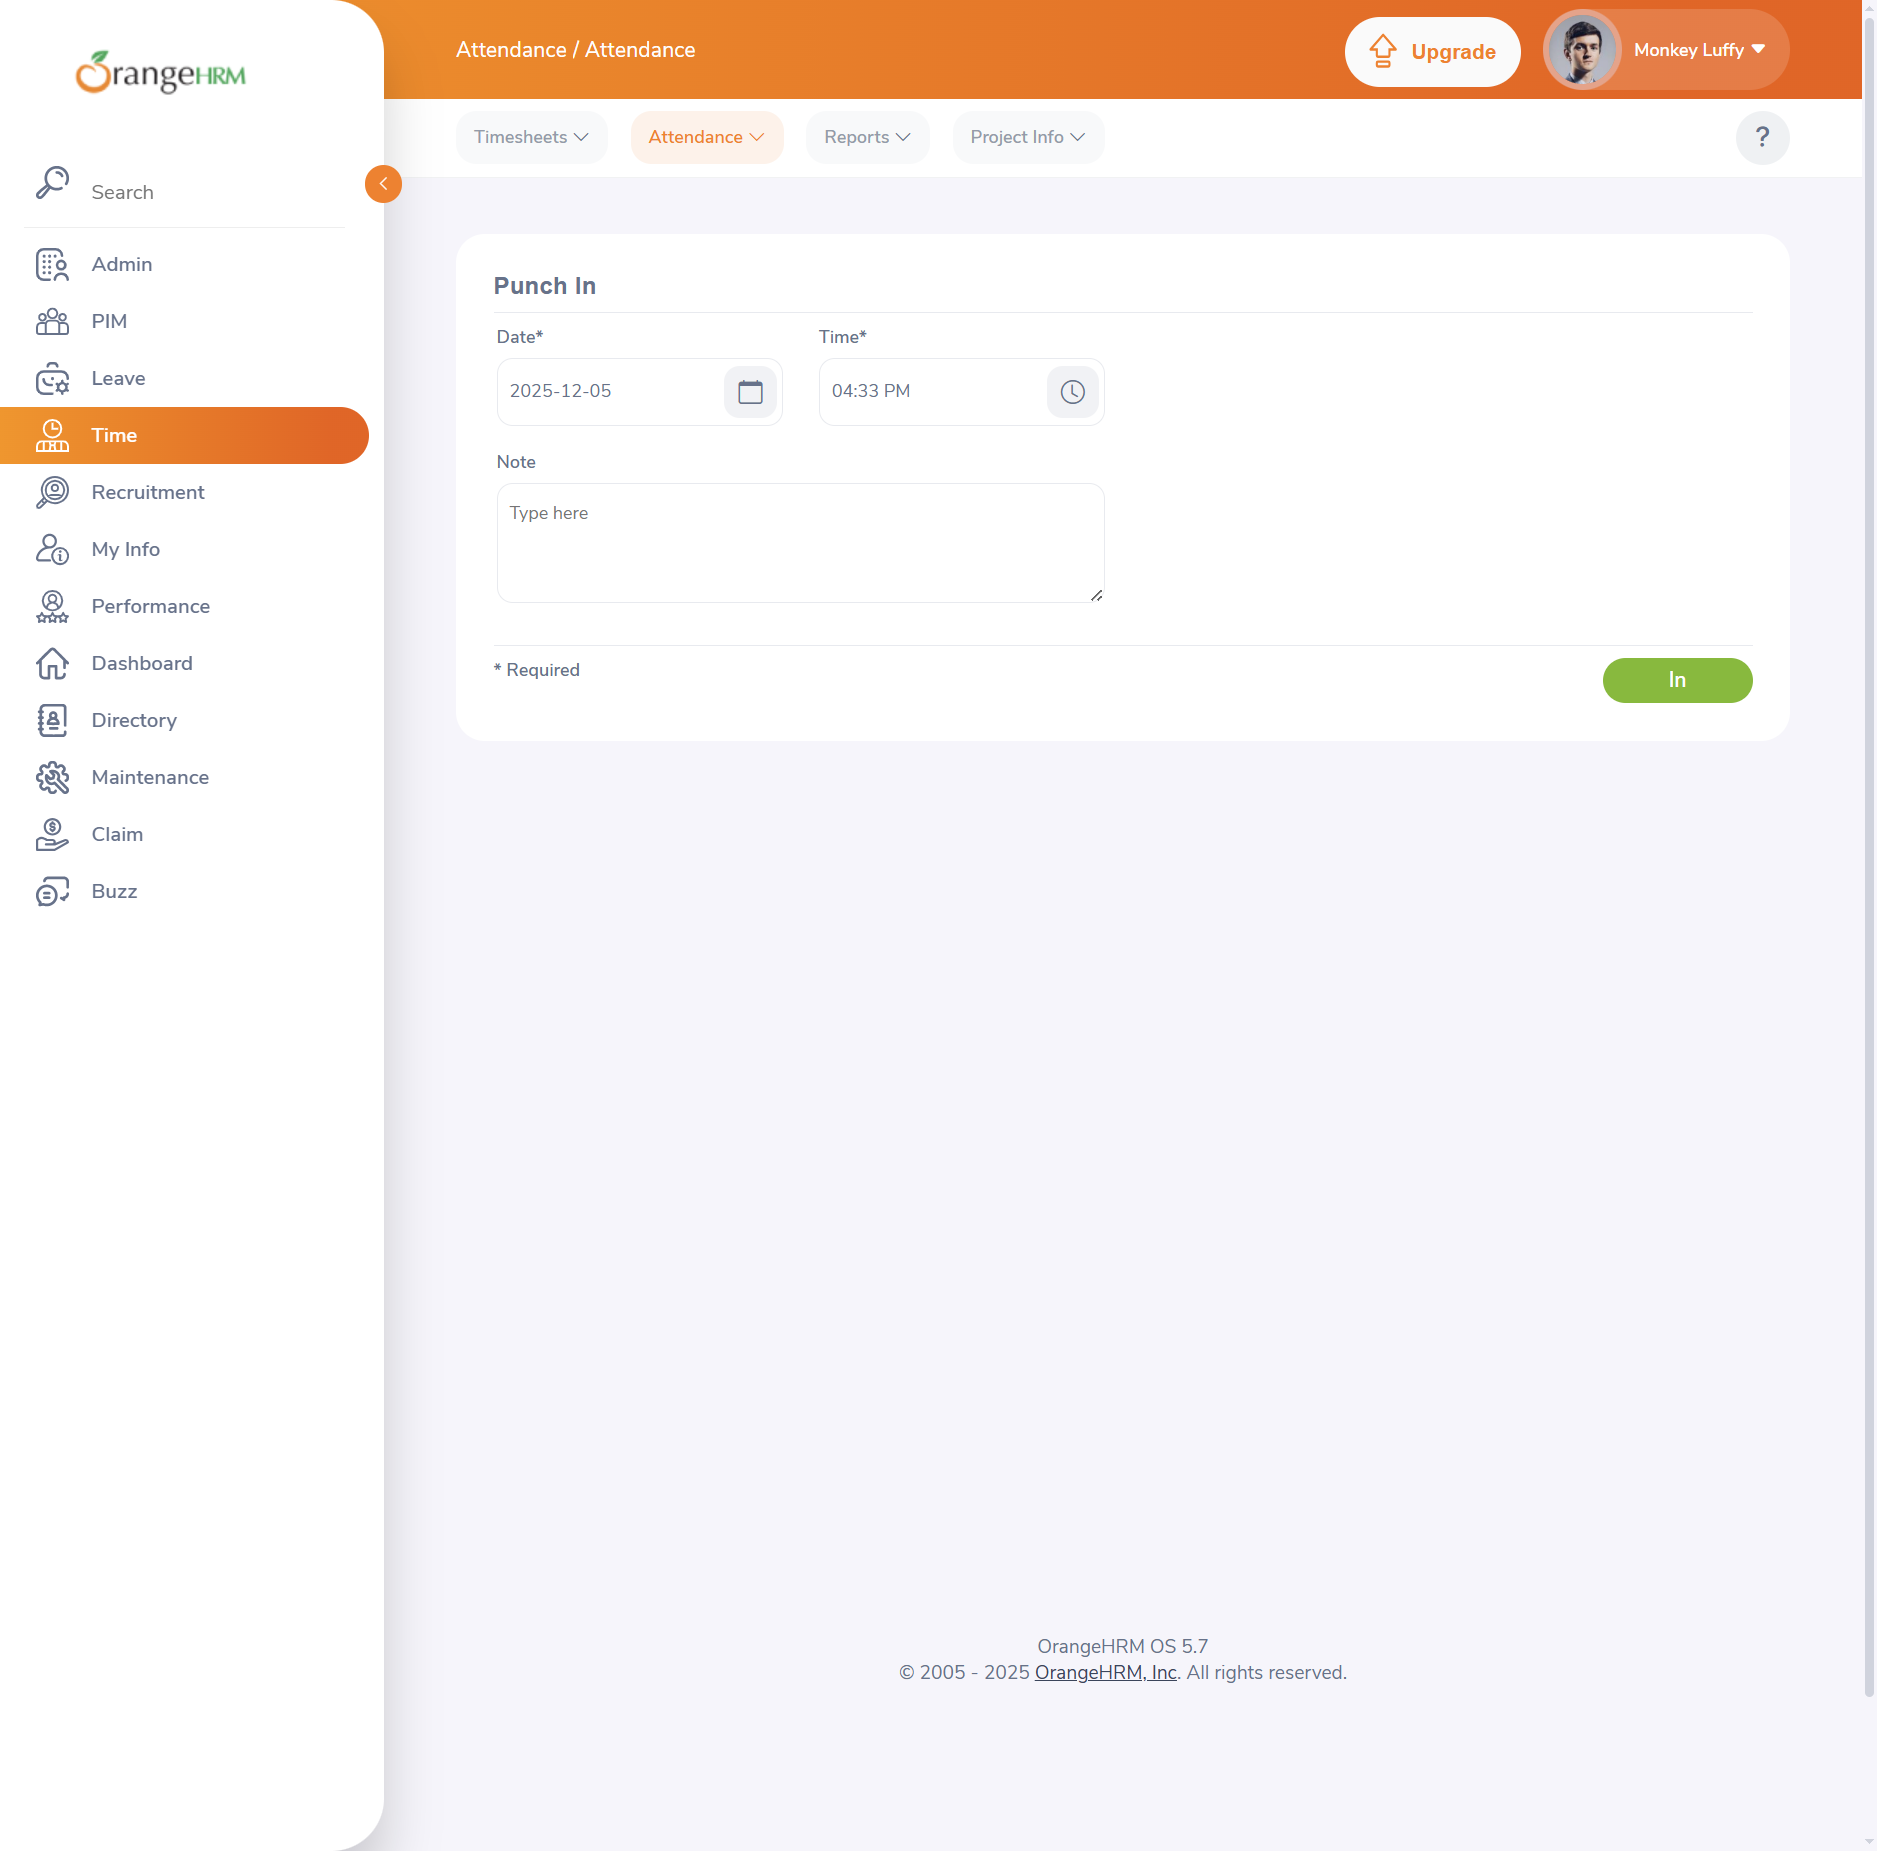 OrangeHRM
Attendance / Attendance
Upgrade
Monkey Luffy
Timesheets
Attendance
Reports
Project Info
?
Search
Admin
PIM
Leave
Time
Recruitment
My Info
Performance
Dashboard
Directory
Maintenance
Claim
Buzz
Punch In
Date*
Time*
2025-12-05
04:33 PM
Note
Type here
* Required
In
OrangeHRM OS 5.7
© 2005 - 2025 OrangeHRM, Inc. All rights reserved.